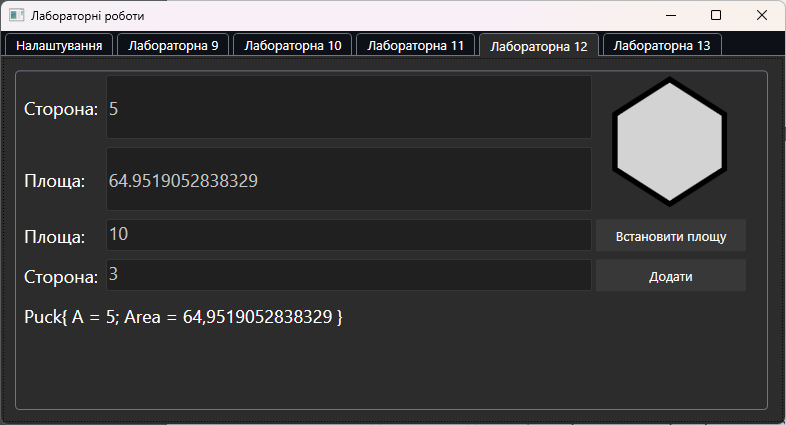 Лабораторні роботи
Налаштування Лабораторна 9 Лабораторна 10 Лабораторна 11 Лабораторна 12 Лабораторна 13
Сторона: 5
Площа: 64.9519052838329
Площа: 10 Встановити площу
Сторона: 3 Додати
Puck{ A = 5; Area = 64,9519052838329 }